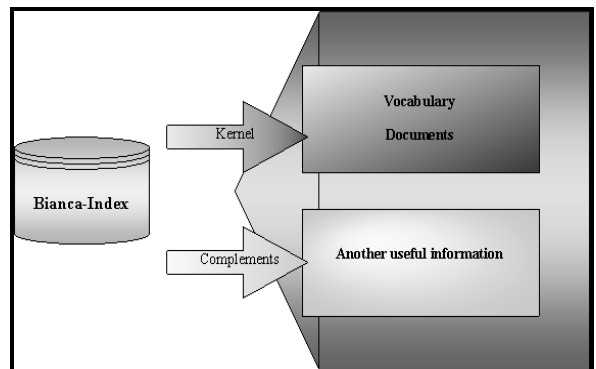 Vocabulary
Documents
Kernel
Bianca-Index
Another useful information
Complements